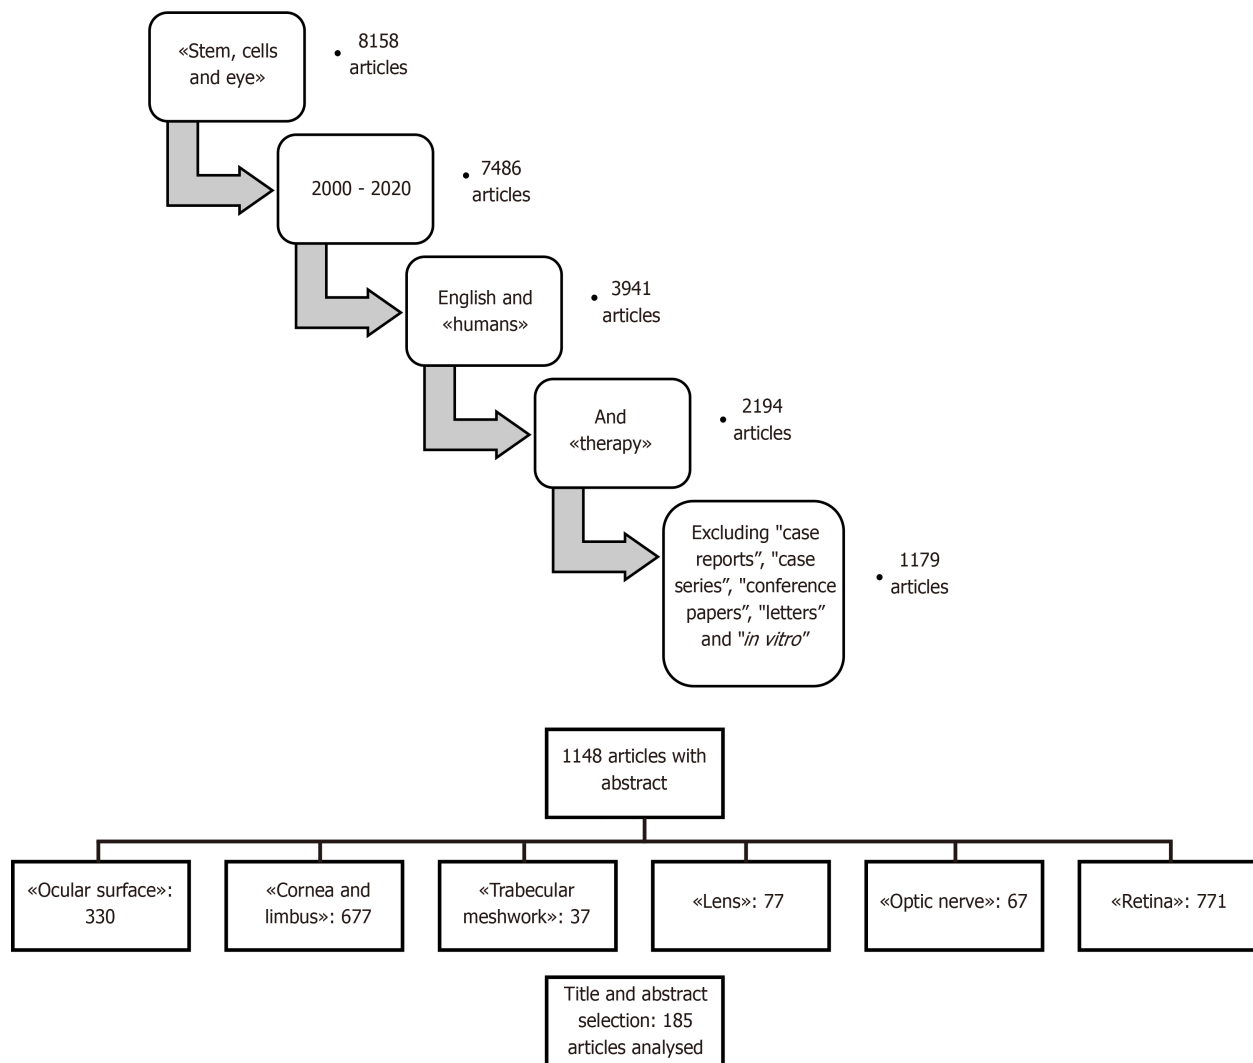 «Stem, cells
and eye»
• 8158
articles
2000 - 2020
• 7486
articles
English and
«humans»
• 3941
articles
And
«therapy»
• 2194
articles
Excluding "case
reports”, "case
series”, "conference
papers”, "letters”
and "in vitro”
• 1179
articles
1148 articles with
abstract
«Ocular surface»:
330
«Cornea and
limbus»: 677
«Trabecular
meshwork»: 37
«Lens»: 77
«Optic nerve»: 67
«Retina»: 771
Title and abstract
selection: 185
articles analysed